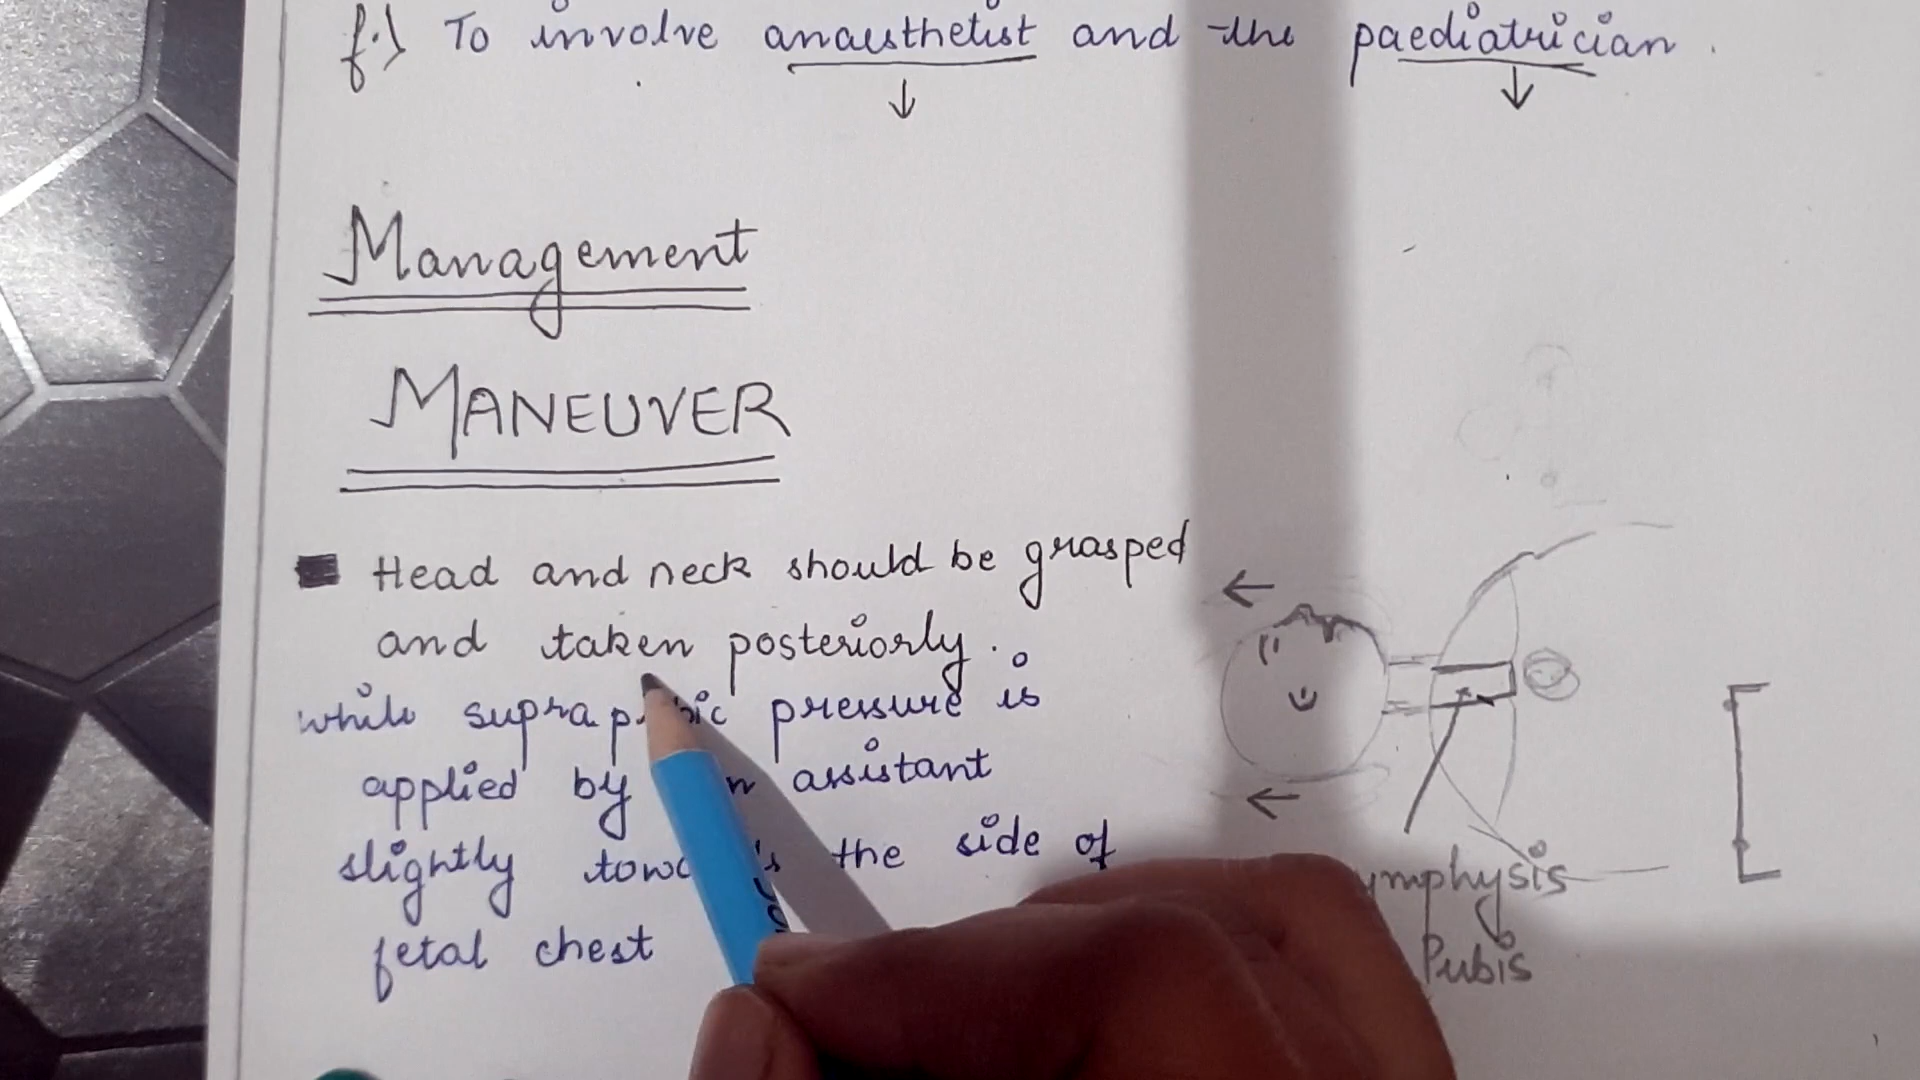 f.) To involve anaesthetist and the paediatrician.
Management
MANEUVER
Head and neck should be grasped
and taken posteriorly.
while suprapubic pressure is
applied by assistant
slightly the side of
fetal chest
Pubis